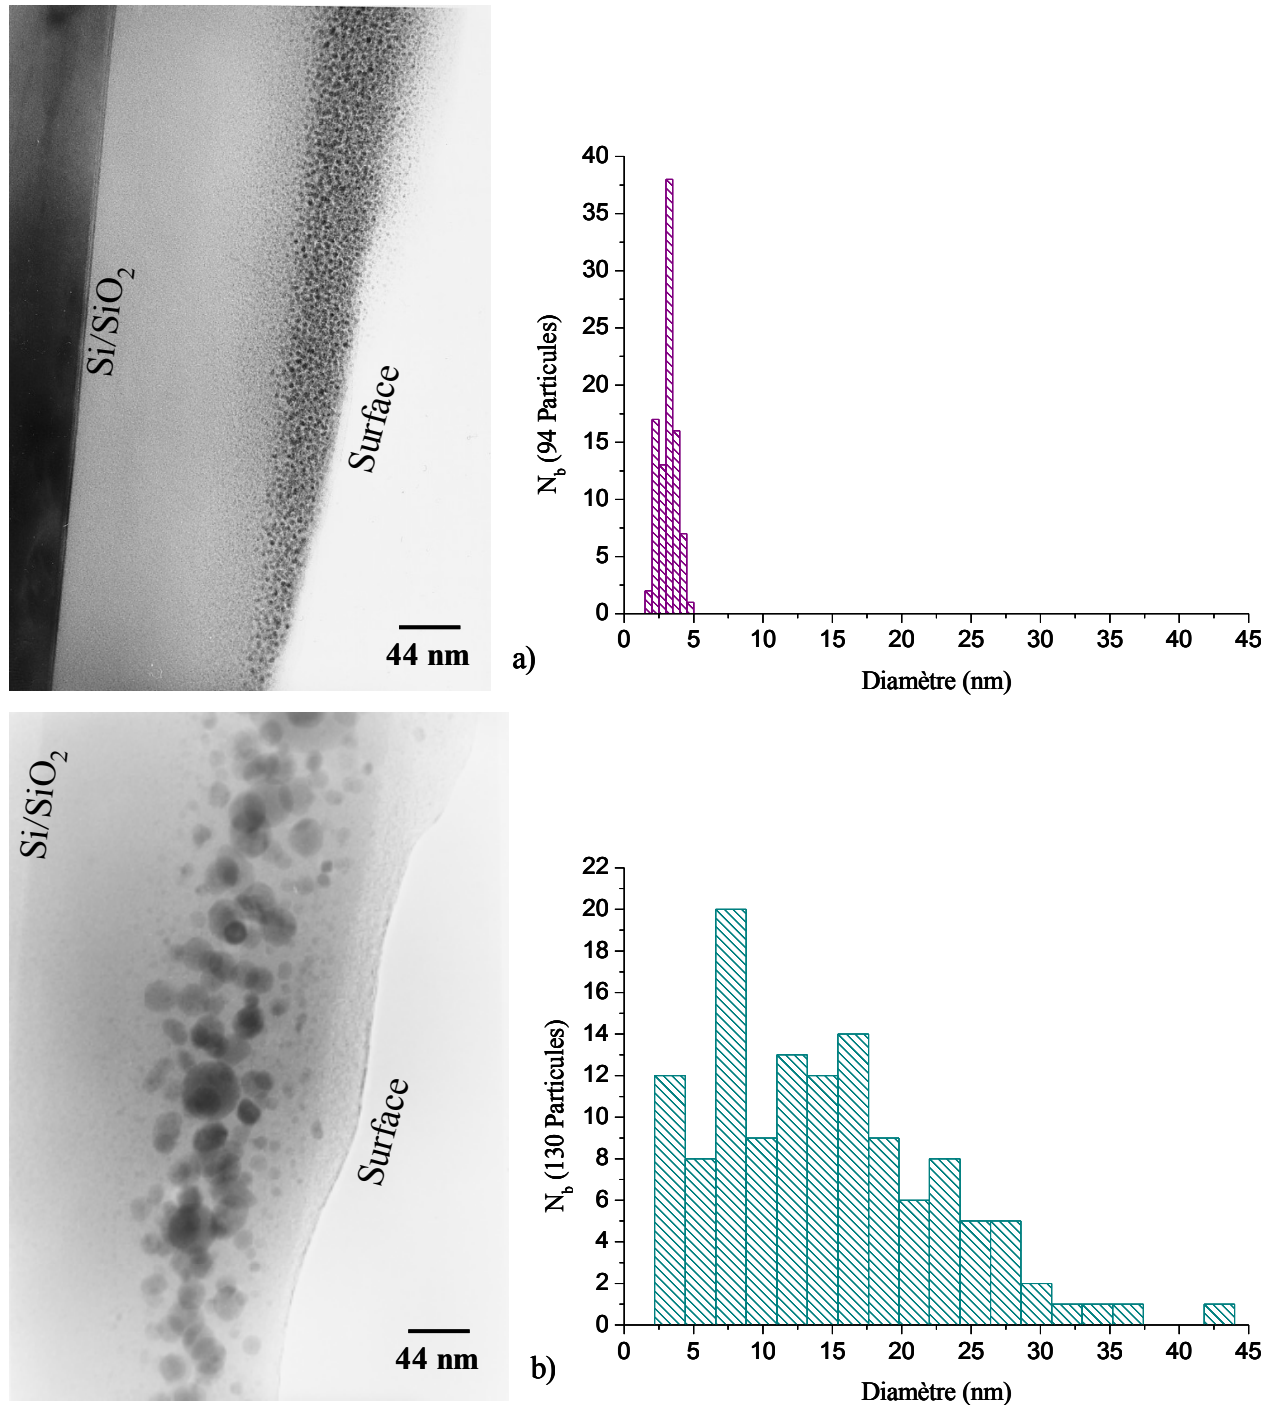 Si/SiO₂
Surface
44 nm
a)
40
35
30
25
20
15
10
5
0
N_b (94 Particules)
0 5 10 15 20 25 30 35 40 45
Diamètre (nm)
Si/SiO₂
Surface
44 nm
b)
22
20
18
16
14
12
10
8
6
4
2
0
N_b (130 Particules)
0 5 10 15 20 25 30 35 40 45
Diamètre (nm)